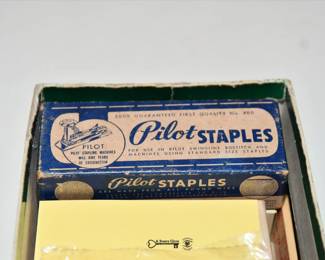 5000 GUARANTEED FIRST QUALITY No. 400
Pilot STAPLES
FOR USE IN PILOT SWINGLINE BOSTITCH AND
MACHINES USING STANDARD SIZE STAPLES
PILOT
PILOT STAPLING MACHINES
WILL GIVE YEARS
OF SATISFACTION
Pilot STAPLES